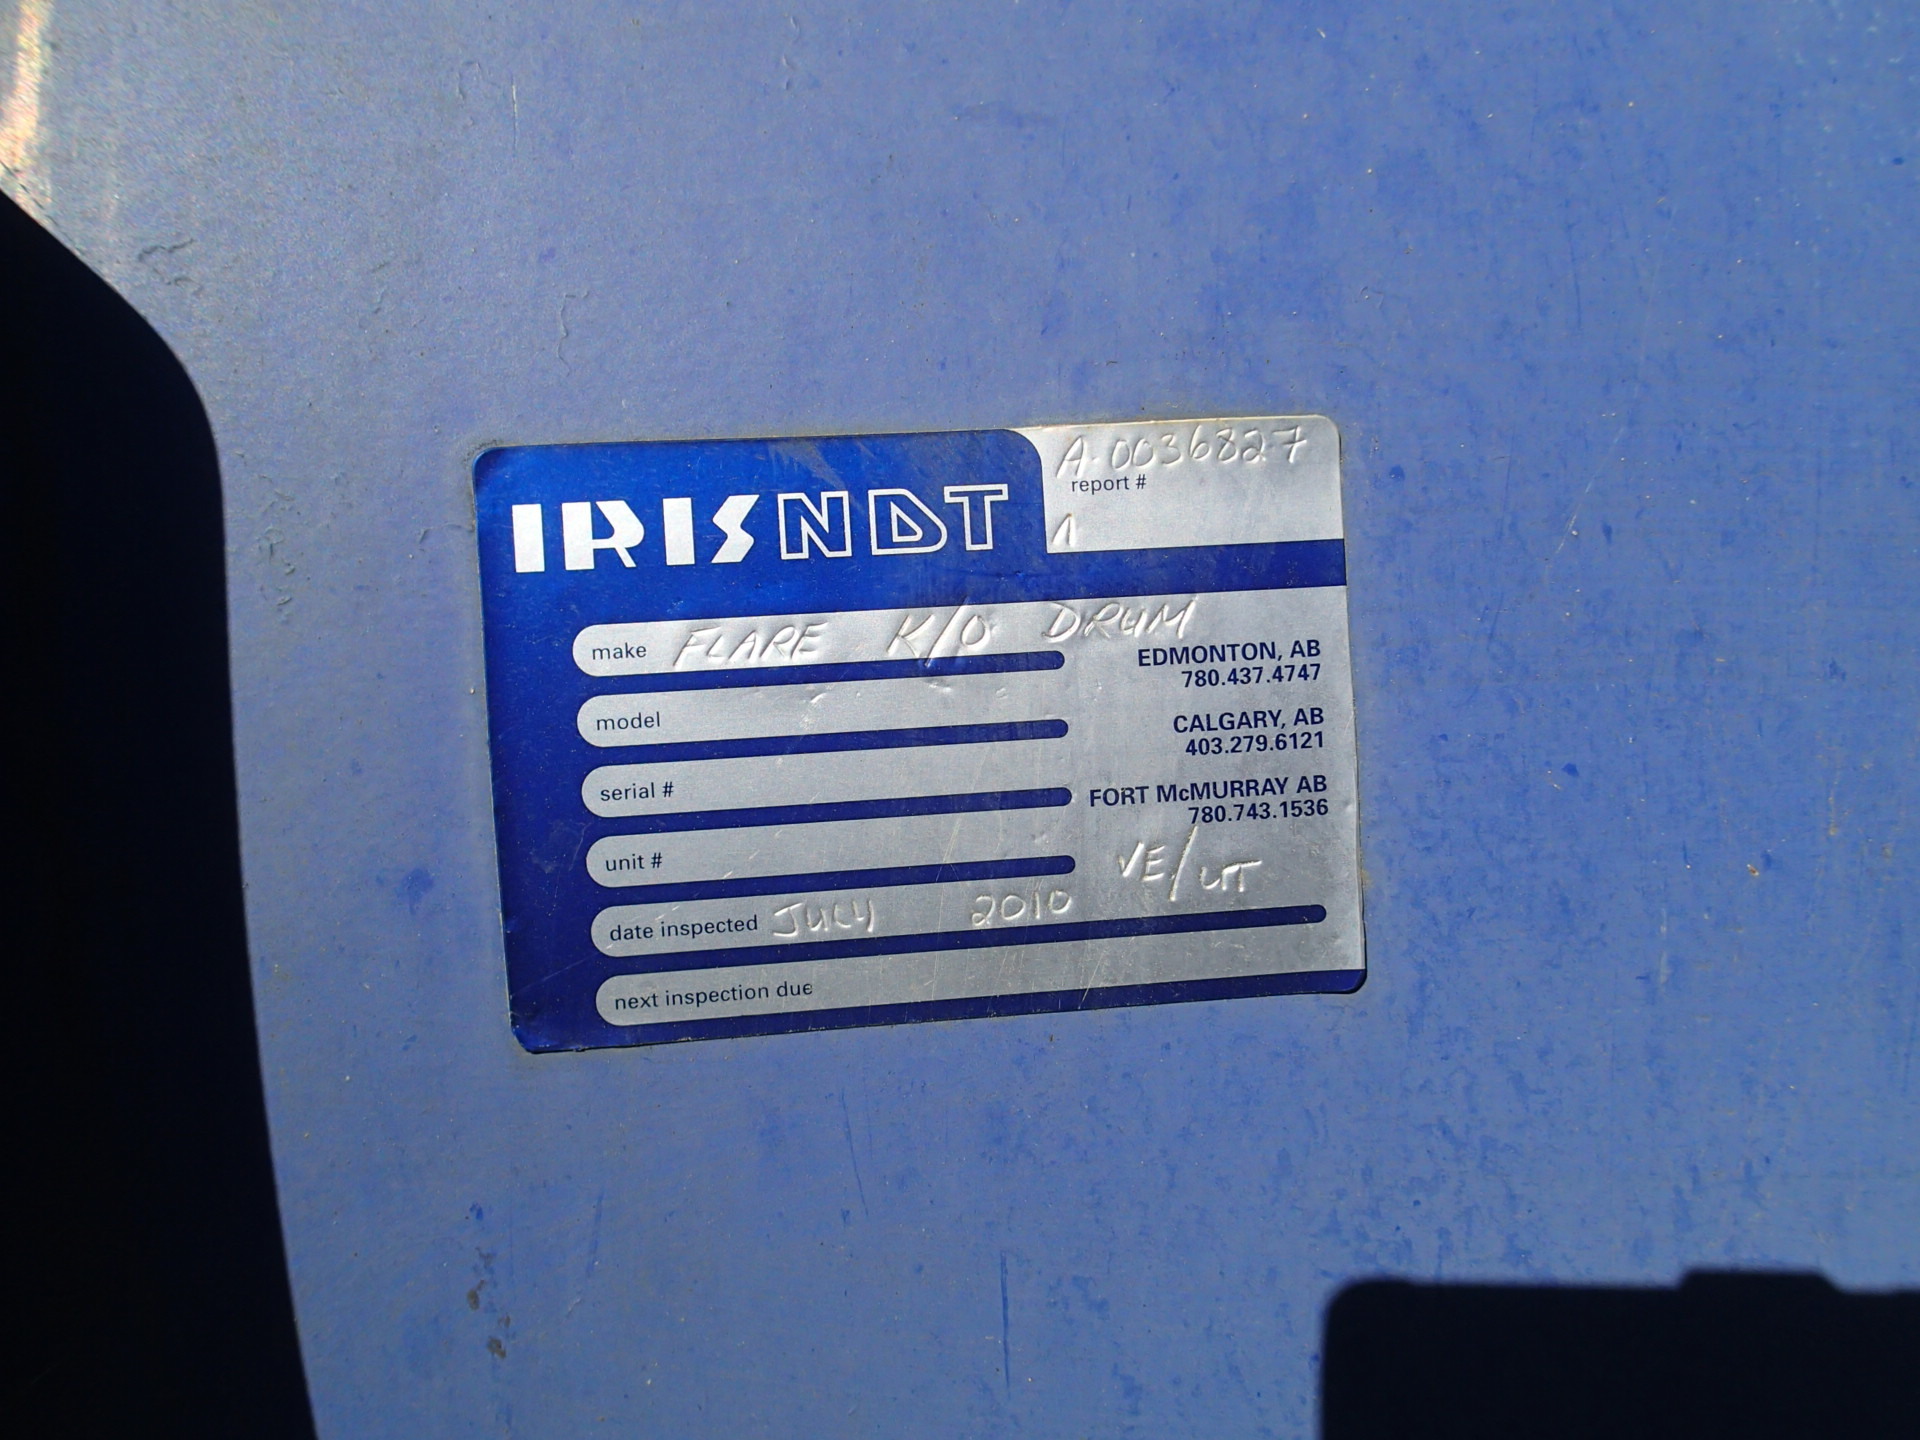 A-0036827
report #
1
IRISNDT
make FLARE K/O DRUM
EDMONTON, AB
780.437.4747
model
CALGARY, AB
403.279.6121
serial #
FORT McMURRAY AB
780.743.1536
unit #
VE/UT
date inspected JULY 2010
next inspection due